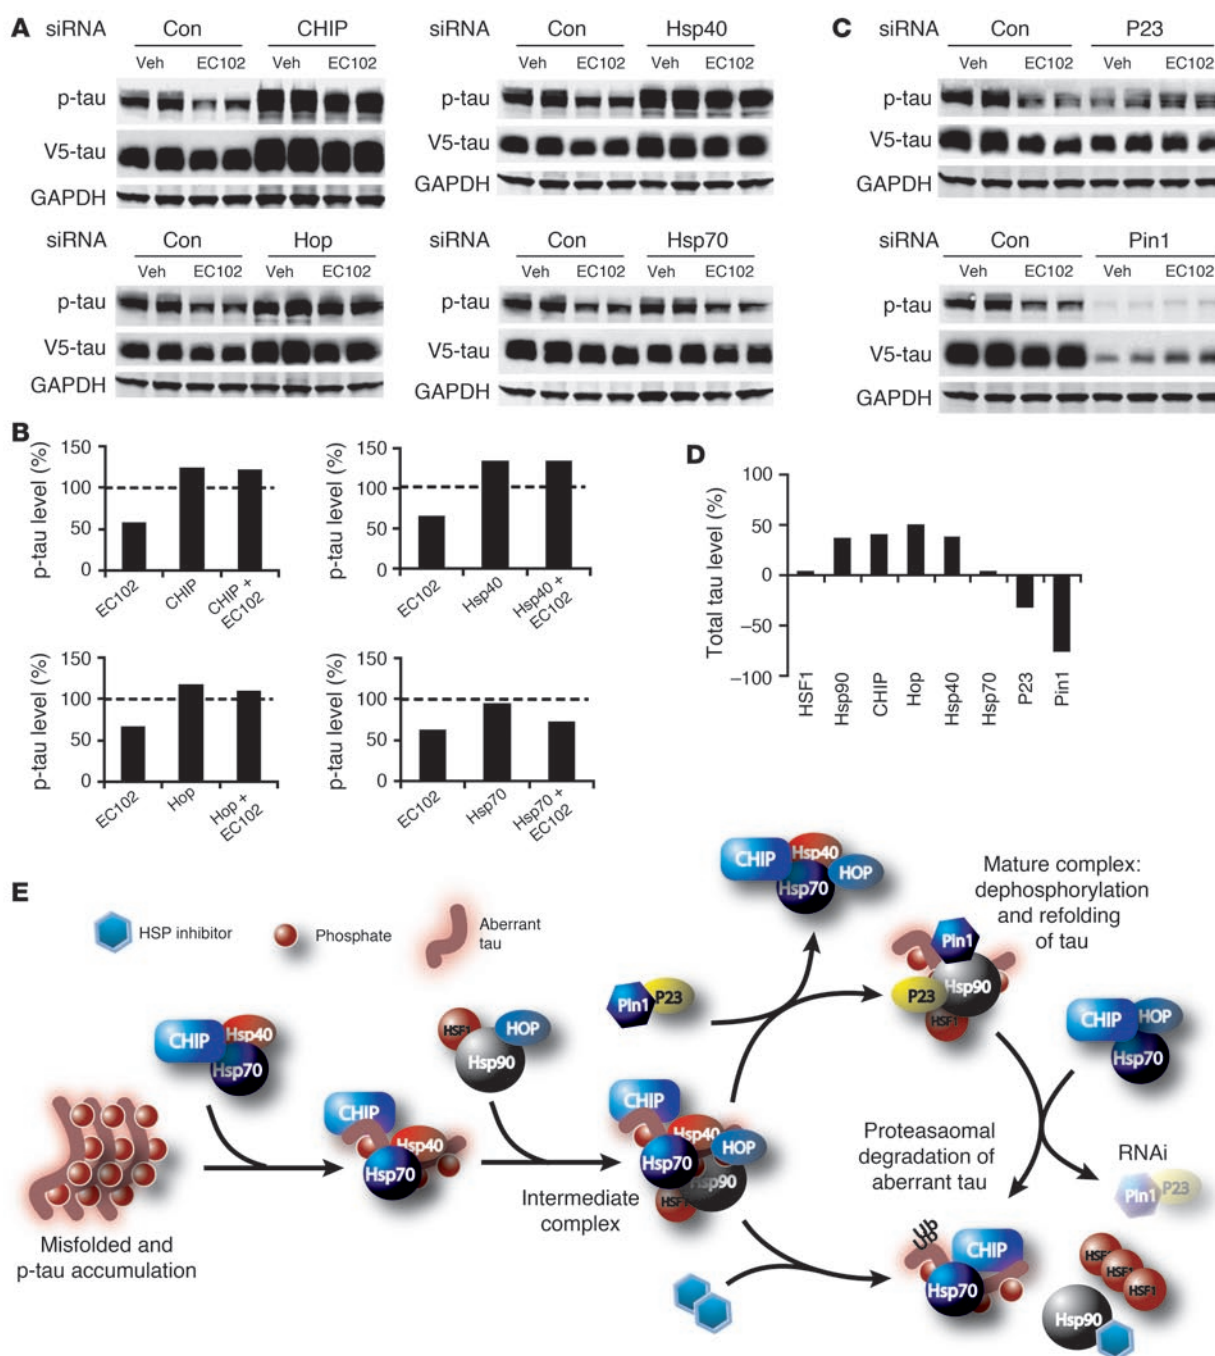 A
siRNA Con CHIP
Veh EC102 Veh EC102
p-tau
V5-tau
GAPDH
siRNA Con Hsp40
Veh EC102 Veh EC102
p-tau
V5-tau
GAPDH
siRNA Con Hop
Veh EC102 Veh EC102
p-tau
V5-tau
GAPDH
siRNA Con Hsp70
Veh EC102 Veh EC102
p-tau
V5-tau
GAPDH
C
siRNA Con P23
Veh EC102 Veh EC102
p-tau
V5-tau
GAPDH
siRNA Con Pin1
Veh EC102 Veh EC102
p-tau
V5-tau
GAPDH
B
p-tau level (%)
150
100
50
0
EC102 CHIP CHIP +
EC102
p-tau level (%)
150
100
50
0
EC102 Hsp40 Hsp40 +
EC102
p-tau level (%)
150
100
50
0
EC102 Hop Hop +
EC102
p-tau level (%)
150
100
50
0
EC102 Hsp70 Hsp70 +
EC102
D
Total tau level (%)
100
50
0
−50
−100
HSF1 Hsp90 CHIP Hop Hsp40 Hsp70 P23 Pin1
E
HSP inhibitor
Phosphate
Aberrant
tau
Misfolded and
p-tau accumulation
CHIP
Hsp40
Hsp70
CHIP
Hsp40
Hsp70
HSF1
HOP
Hsp90
CHIP
Hsp40
HOP
Hsp70
Hsp90
HSF1
Intermediate
complex
Pin1
P23
CHIP
Hsp40
HOP
Hsp70
Mature complex:
dephosphorylation
and refolding
of tau
Pin1
P23
Hsp90
HSF1
CHIP
HOP
Hsp70
Proteasaomal
degradation of
aberrant tau
RNAi
Pin1
P23
Ub
Ub
CHIP
Hsp70
HSF1
HSF1
HSF1
Hsp90